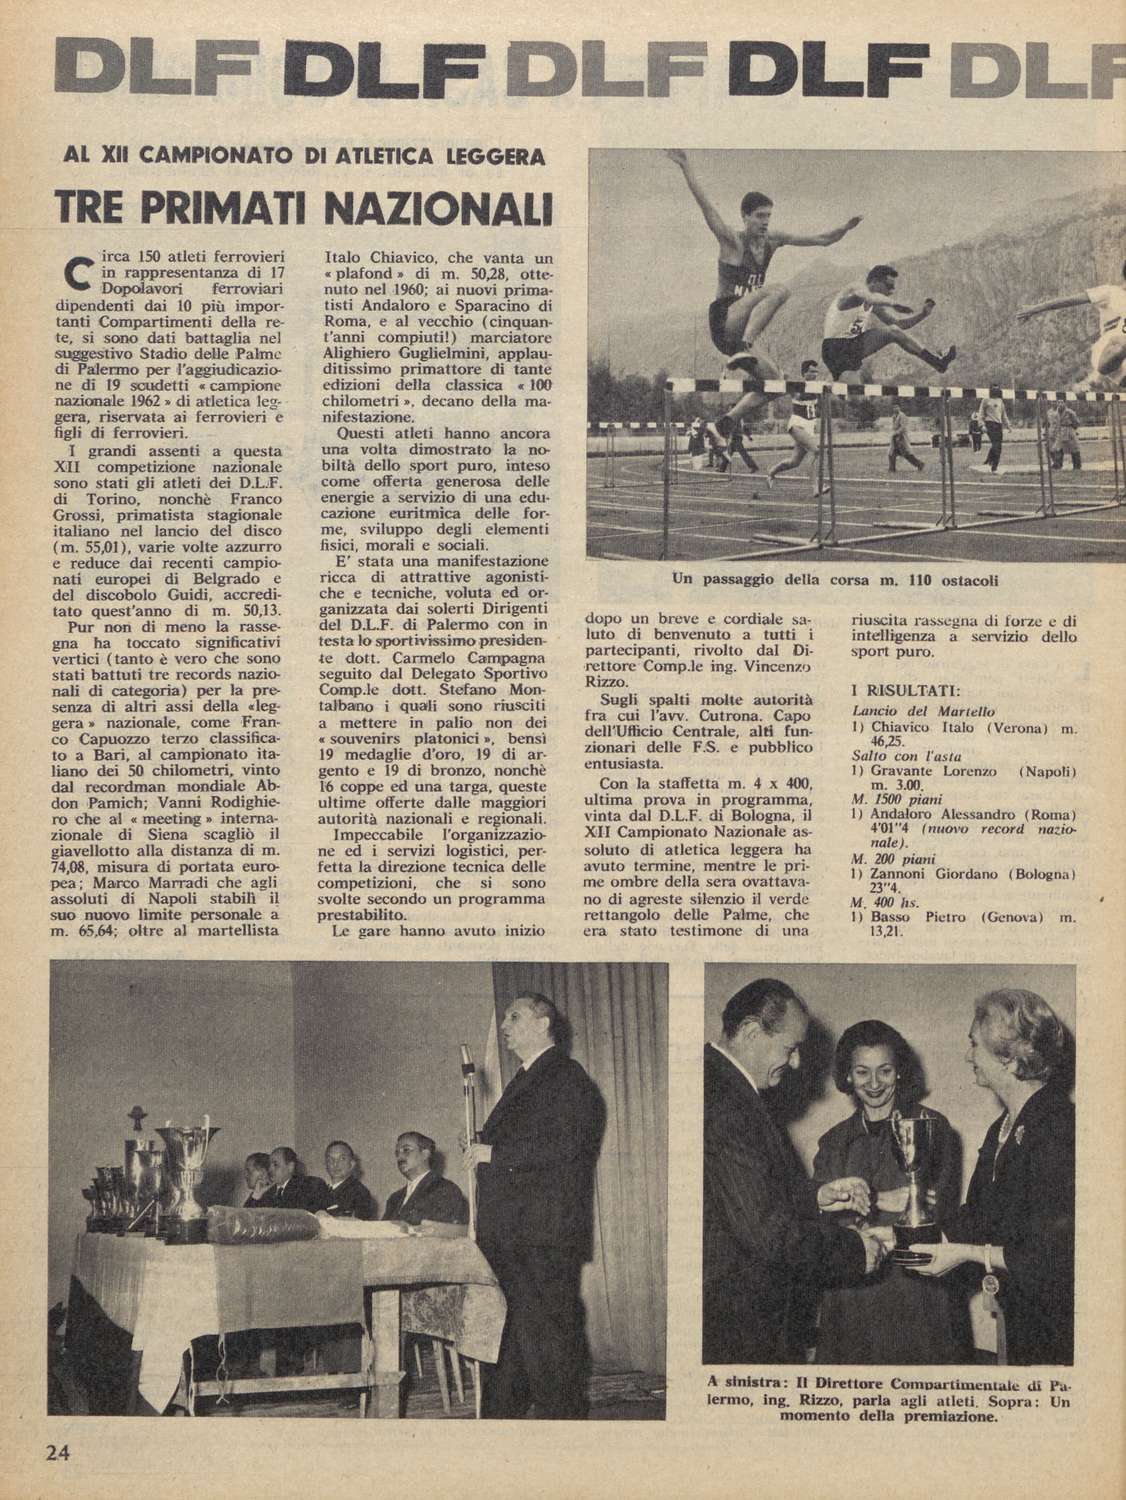 DLF DLF DLF DLF DLF
AL XII CAMPIONATO DI ATLETICA LEGGERA
TRE PRIMATI NAZIONALI
Circa 150 atleti ferrovieri
in rappresentanza di 17
Dopolavori ferroviari
dipendenti dai 10 più impor-
tanti Compartimenti della re-
te, si sono dati battaglia nel
suggestivo Stadio delle Palme
di Palermo per l'aggiudicazio-
ne di 19 scudetti « campione
nazionale 1962 » di atletica leg-
gera, riservata ai ferrovieri e
figli di ferrovieri.
I grandi assenti a questa
XII competizione nazionale
sono stati gli atleti dei D.L.F.
di Torino, nonchè Franco
Grossi, primatista stagionale
italiano nel lancio del disco
(m. 55,01), varie volte azzurro
e reduce dai recenti campio-
nati europei di Belgrado e
del discobolo Guidi, accredi-
tato quest'anno di m. 50,13.
Pur non di meno la rasse-
gna ha toccato significativi
vertici (tanto è vero che sono
stati battuti tre records nazio-
nali di categoria) per la pre-
senza di altri assi della «leg-
gera » nazionale, come Fran-
co Capuozzo terzo classifica-
to a Bari, al campionato ita-
liano dei 50 chilometri, vinto
dal recordman mondiale Ab-
don Pamich; Vanni Rodighie-
ro che al « meeting » interna-
zionale di Siena scagliò il
giavellotto alla distanza di m.
74,08, misura di portata euro-
pea; Marco Marradi che agli
assoluti di Napoli stabilì il
suo nuovo limite personale a
m. 65,64; oltre al martellista
Italo Chiavico, che vanta un
« plafond » di m. 50,28, otte-
nuto nel 1960; ai nuovi prima-
tisti Andaloro e Sparacino di
Roma, e al vecchio (cinquan-
t'anni compiuti!) marciatore
Alighiero Guglielmini, applau-
ditissimo primattore di tante
edizioni della classica « 100
chilometri », decano della ma-
nifestazione.
Questi atleti hanno ancora
una volta dimostrato la no-
biltà dello sport puro, inteso
come offerta generosa delle
energie a servizio di una edu-
cazione euritmica delle for-
me, sviluppo degli elementi
fisici, morali e sociali.
E' stata una manifestazione
ricca di attrattive agonisti-
che e tecniche, voluta ed or-
ganizzata dai solerti Dirigenti
del D.L.F. di Palermo con in
testa lo sportivissimo presiden-
te dott. Carmelo Campagna
seguito dal Delegato Sportivo
Comp.le dott. Stefano Mon-
talbano i quali sono riusciti
a mettere in palio non dei
« souvenirs platonici », bensì
19 medaglie d'oro, 19 di ar-
gento e 19 di bronzo, nonchè
16 coppe ed una targa, queste
ultime offerte dalle maggiori
autorità nazionali e regionali.
Impeccabile l'organizzazio-
ne ed i servizi logistici, per-
fetta la direzione tecnica delle
competizioni, che si sono
svolte secondo un programma
prestabilito.
Le gare hanno avuto inizio
Un passaggio della corsa m. 110 ostacoli
dopo un breve e cordiale sa-
luto di benvenuto a tutti i
partecipanti, rivolto dal Di-
rettore Comp.le ing. Vincenzo
Rizzo.
Sugli spalti molte autorità
fra cui l'avv. Cutrona. Capo
dell'Ufficio Centrale, alti fun-
zionari delle F.S. e pubblico
entusiasta.
Con la staffetta m. 4 x 400,
ultima prova in programma,
vinta dal D.L.F. di Bologna, il
XII Campionato Nazionale as-
soluto di atletica leggera ha
avuto termine, mentre le pri-
me ombre della sera ovattava-
no di agreste silenzio il verde
rettangolo delle Palme, che
era stato testimone di una
riuscita rassegna di forze e di
intelligenza a servizio dello
sport puro.
I RISULTATI:
Lancio del Martello
1) Chiavico Italo (Verona) m.
46,25.
Salto con l'asta
1) Gravante Lorenzo (Napoli)
m. 3.00.
M. 1500 piani
1) Andaloro Alessandro (Roma)
4'01"4 (nuovo record nazio-
nale).
M. 200 piani
1) Zannoni Giordano (Bologna)
23"4.
M. 400 hs.
1) Basso Pietro (Genova) m.
13,21.
A sinistra: Il Direttore Compartimentale di Pa-
lermo, ing. Rizzo, parla agli atleti. Sopra: Un
momento della premiazione.
24